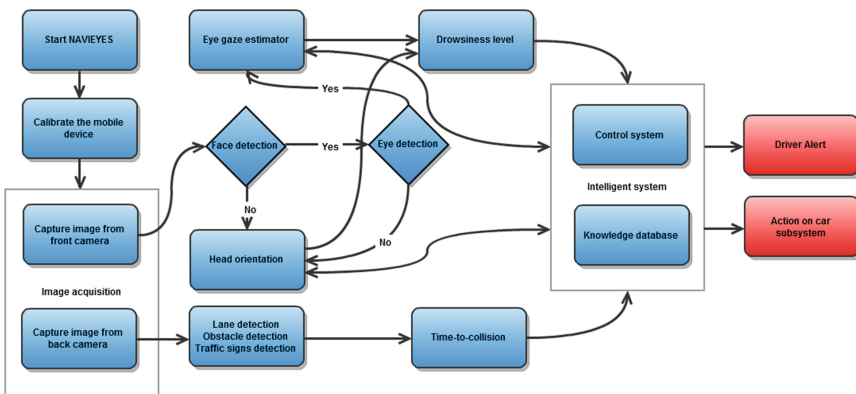 Start NAVIEYES
Eye gaze estimator
Drowsiness level
Yes
Calibrate the mobile
device
Face detection
Yes
Eye detection
Control system
Driver Alert
No
Intelligent system
Capture image from
front camera
Head orientation
No
Knowledge database
Action on car
subsystem
Image acquisition
Capture image from
back camera
Lane detection
Obstacle detection
Traffic signs detection
Time-to-collision